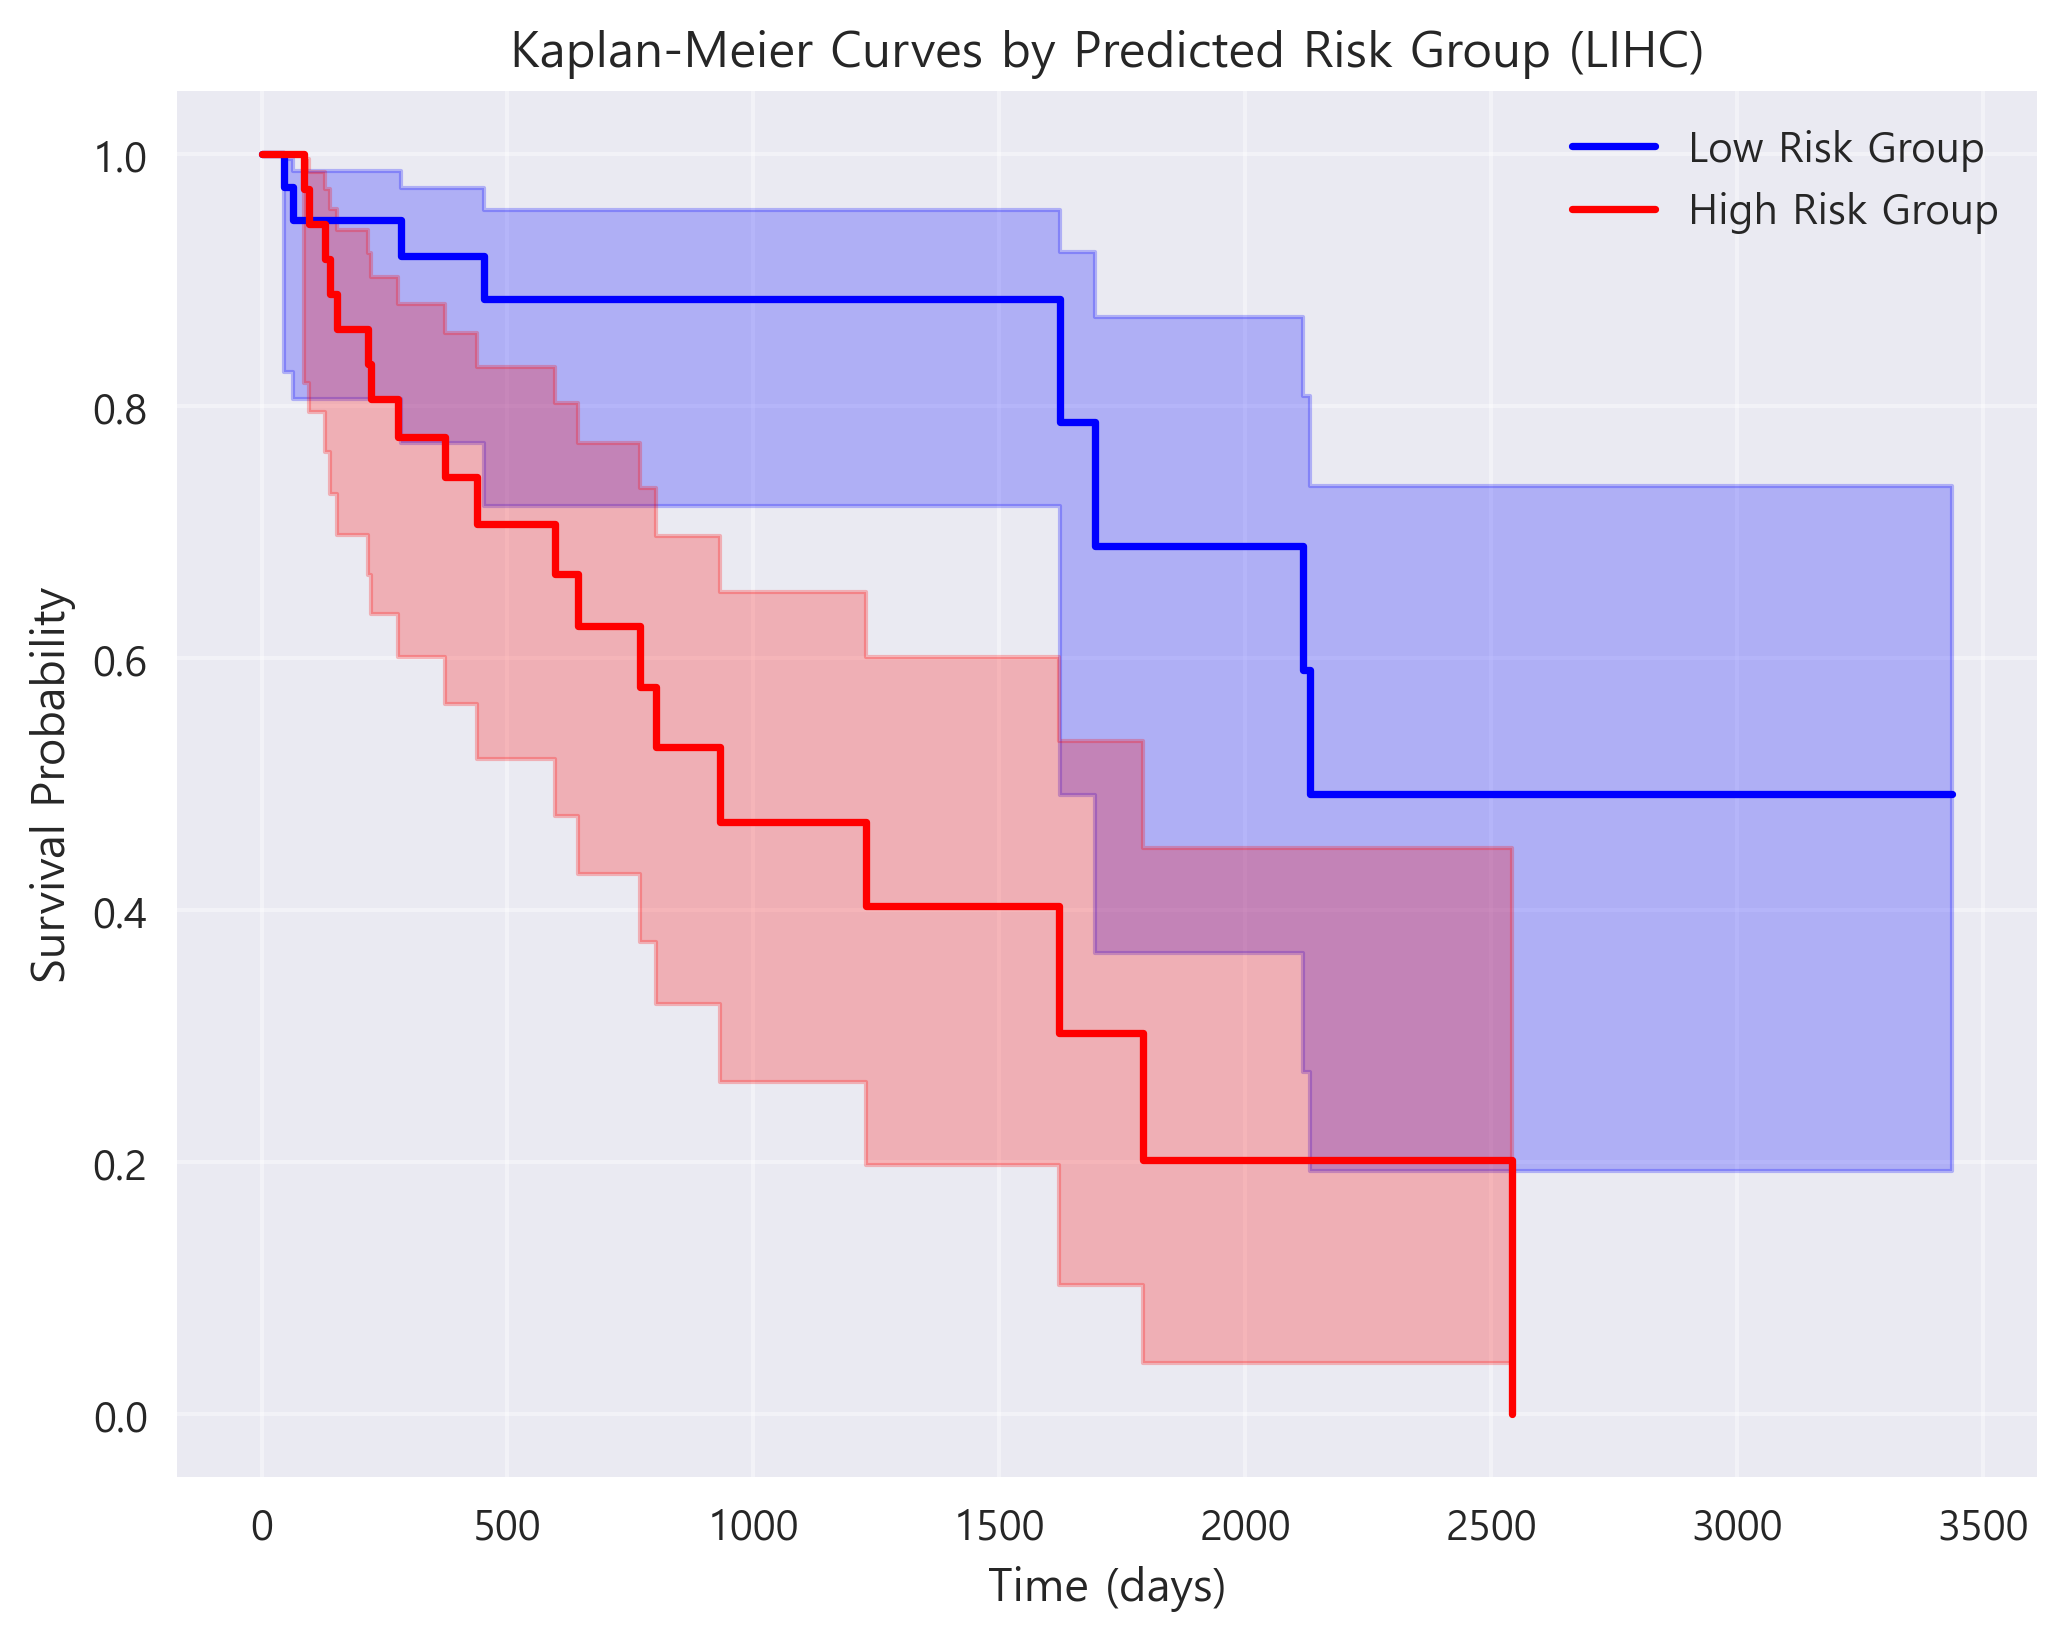 Kaplan-Meier Curves by Predicted Risk Group (LIHC)
Low Risk Group
High Risk Group
Survival Probability
1.0
0.8
0.6
0.4
0.2
0.0
0 500 1000 1500 2000 2500 3000 3500
Time (days)